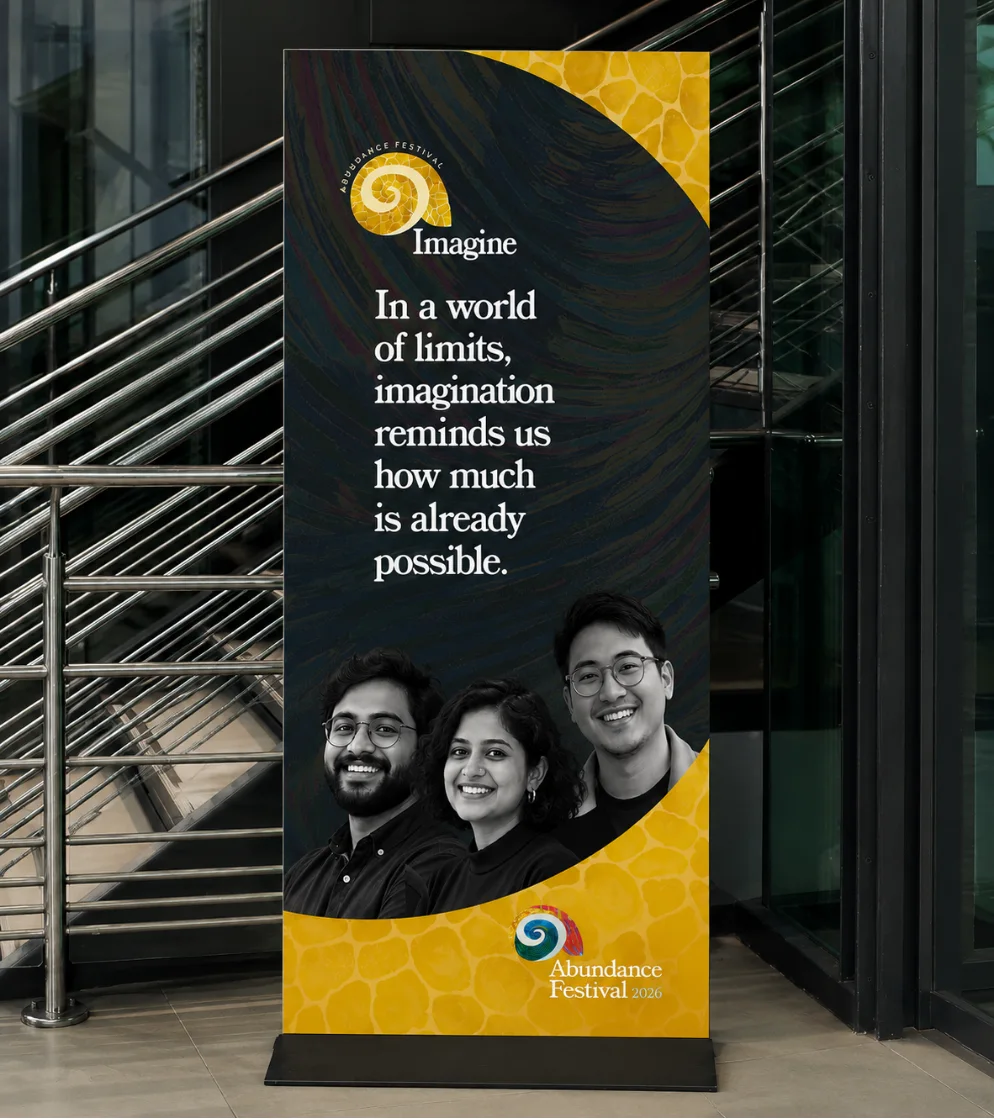 ABUNDANCE FESTIVAL
Imagine
In a world
of limits,
imagination
reminds us
how much
is already
possible.
Abundance
Festival 2026